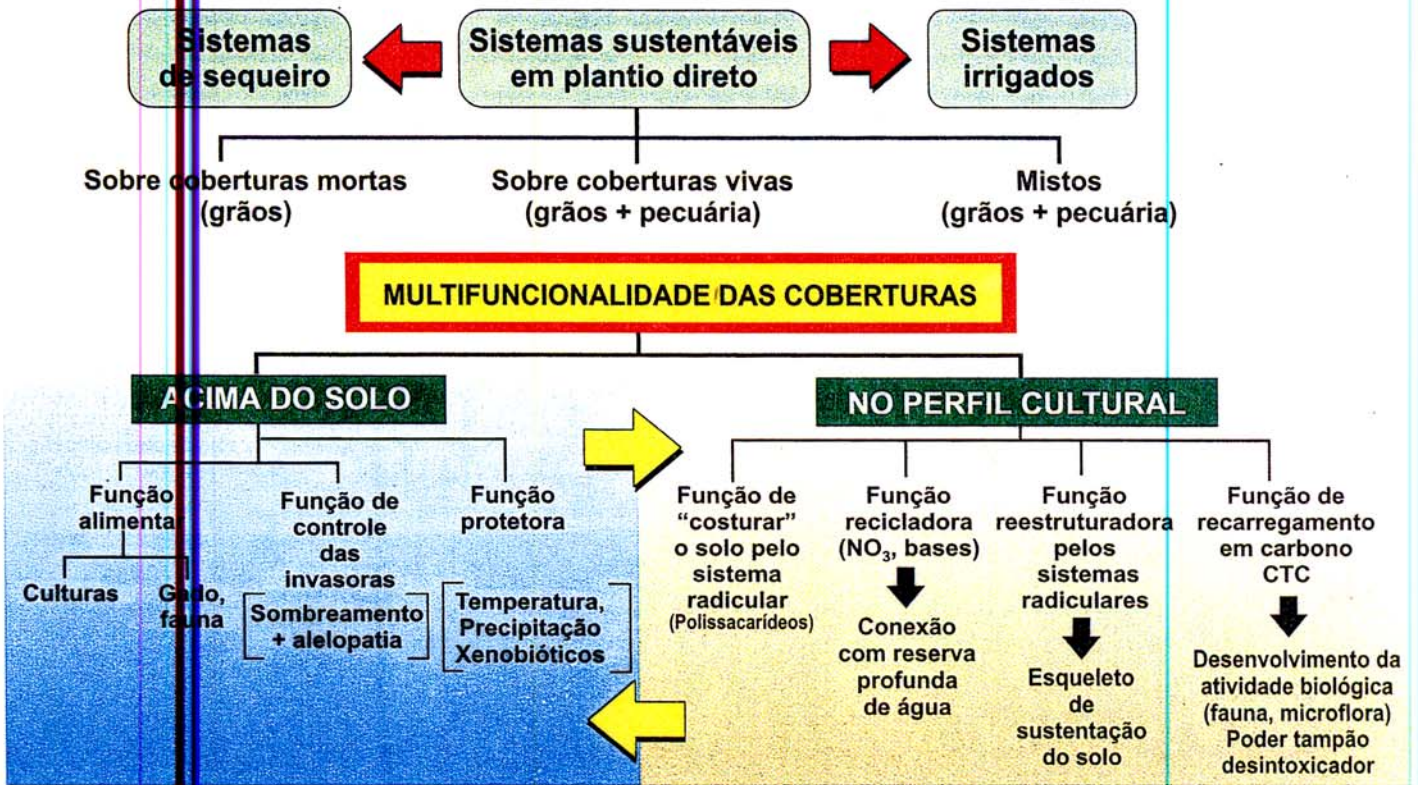 Sistemas
de sequeiro
Sistemas sustentáveis
em plantio direto
Sistemas
irrigados
Sobre coberturas mortas
(grãos)
Sobre coberturas vivas
(grãos + pecuária)
Mistos
(grãos + pecuária)
MULTIFUNCIONALIDADE DAS COBERTURAS
ACIMA DO SOLO
Função
alimentar
Culturas
Gado,
fauna
Função de
controle
das
invasoras
Sombreamento
+ alelopatia
Função
protetora
Temperatura,
Precipitação
Xenobióticos
NO PERFIL CULTURAL
Função de
“costurar”
o solo pelo
sistema
radicular
(Polissacarídeos)
Função
recicladora
(NO₃, bases)
Conexão
com reserva
profunda
de água
Função
reestruturadora
pelos
sistemas
radiculares
Esqueleto
de
sustentação
do solo
Função de
recarregamento
em carbono
CTC
Desenvolvimento da
atividade biológica
(fauna, microflora)
Poder tampão
desintoxicador